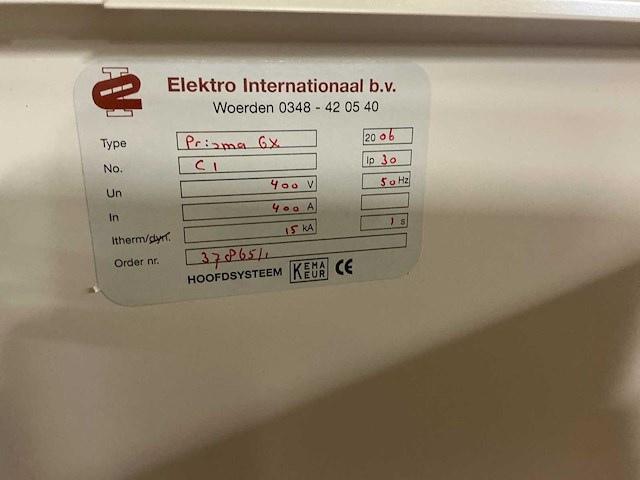 Elektro Internationaal b.v.
Woerden 0348 - 42 05 40
Type Prisma GX 2006
No. C1 Ip 30
Un 400 V 50 Hz
In 400 A
Itherm/dyn. 15 kA 1 s
Order nr. 37865/1
HOOFDSYSTEEM KEMA KEUR CE